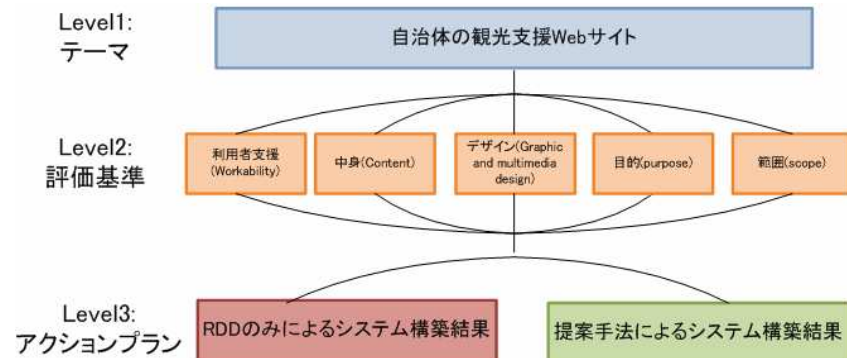 Level1:
テーマ
自治体の観光支援Webサイト
Level2:
評価基準
利用者支援
(Workability)
中身(Content)
デザイン(Graphic
and multimedia
design)
目的(purpose)
範囲(scope)
Level3:
アクションプラン
RDDのみによるシステム構築結果
提案手法によるシステム構築結果